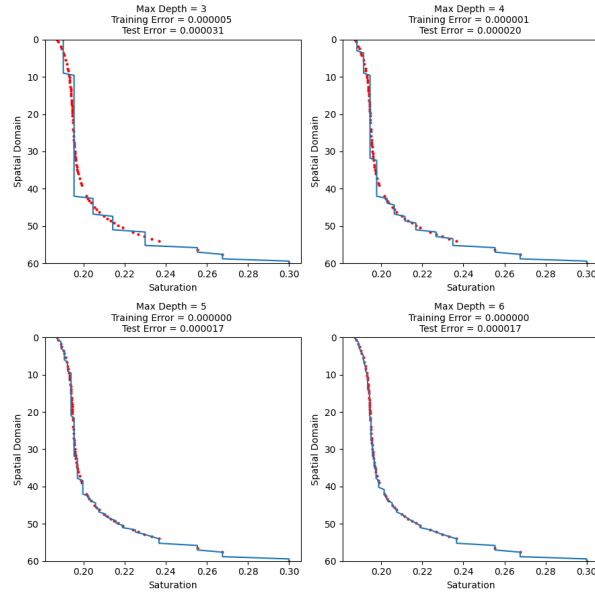 Max Depth = 3
Training Error = 0.000005
Test Error = 0.000031
0
10
20
30
40
50
60
Spatial Domain
0.20
0.22
0.24
0.26
0.28
0.30
Saturation
Max Depth = 4
Training Error = 0.000001
Test Error = 0.000020
0
10
20
30
40
50
60
Spatial Domain
0.20
0.22
0.24
0.26
0.28
0.30
Saturation
Max Depth = 5
Training Error = 0.000000
Test Error = 0.000017
0
10
20
30
40
50
60
Spatial Domain
0.20
0.22
0.24
0.26
0.28
0.30
Saturation
Max Depth = 6
Training Error = 0.000000
Test Error = 0.000017
0
10
20
30
40
50
60
Spatial Domain
0.20
0.22
0.24
0.26
0.28
0.30
Saturation